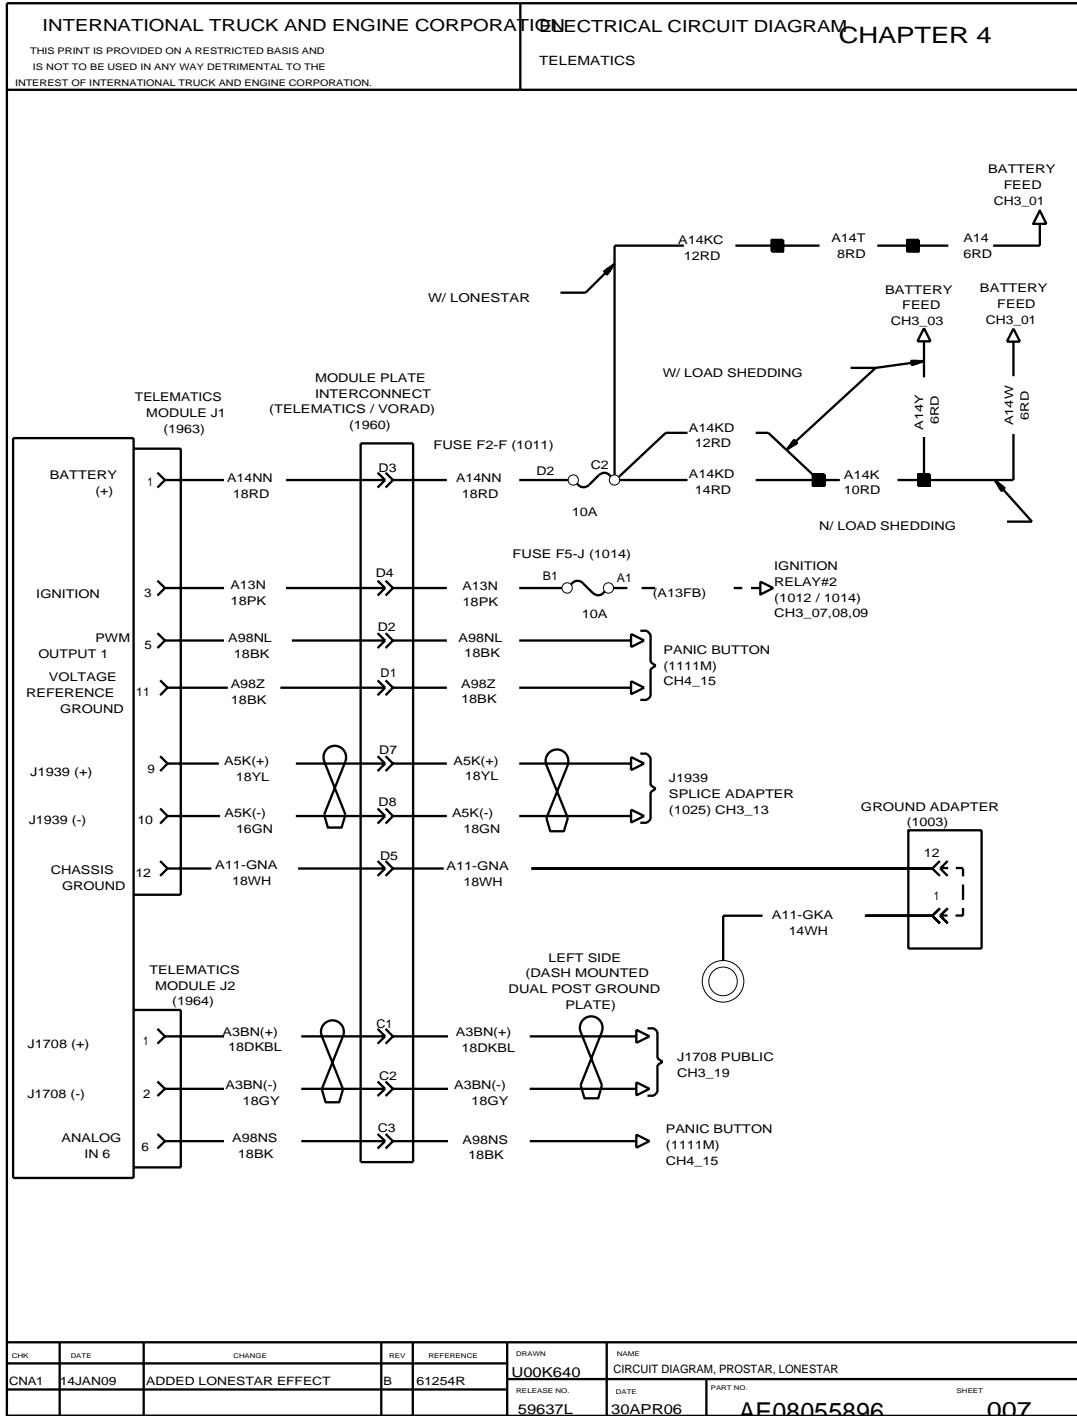 INTERNATIONAL TRUCK AND ENGINE CORPORATION
THIS PRINT IS PROVIDED ON A RESTRICTED BASIS AND
IS NOT TO BE USED IN ANY WAY DETRIMENTAL TO THE
INTEREST OF INTERNATIONAL TRUCK AND ENGINE CORPORATION.
ELECTRICAL CIRCUIT DIAGRAM
TELEMATICS
CHAPTER 4
BATTERY
FEED
CH3_01
A14KC
12RD
A14T
8RD
A14
6RD
W/ LONESTAR
BATTERY
FEED
CH3_03
BATTERY
FEED
CH3_01
W/ LOAD SHEDDING
A14Y
6RD
A14W
6RD
TELEMATICS
MODULE J1
(1963)
MODULE PLATE
INTERCONNECT
(TELEMATICS / VORAD)
(1960)
FUSE F2-F (1011)
A14KD
12RD
BATTERY
(+)
1
A14NN
18RD
D3
A14NN
18RD
D2
C2
10A
A14KD
14RD
A14K
10RD
N/ LOAD SHEDDING
FUSE F5-J (1014)
IGNITION
3
A13N
18PK
D4
A13N
18PK
B1
A1
10A
(A13FB)
IGNITION
RELAY#2
(1012 / 1014)
CH3_07,08,09
PWM
OUTPUT 1
5
A98NL
18BK
D2
A98NL
18BK
VOLTAGE
REFERENCE
GROUND
11
A98Z
18BK
D1
A98Z
18BK
PANIC BUTTON
(1111M)
CH4_15
J1939 (+)
9
A5K(+)
18YL
D7
A5K(+)
18YL
J1939 (-)
10
A5K(-)
16GN
D8
A5K(-)
18GN
J1939
SPLICE ADAPTER
(1025) CH3_13
GROUND ADAPTER
(1003)
CHASSIS
GROUND
12
A11-GNA
18WH
D5
A11-GNA
18WH
12
1
A11-GKA
14WH
LEFT SIDE
(DASH MOUNTED
DUAL POST GROUND
PLATE)
TELEMATICS
MODULE J2
(1964)
J1708 (+)
1
A3BN(+)
18DKBL
C1
A3BN(+)
18DKBL
J1708 (-)
2
A3BN(-)
18GY
C2
A3BN(-)
18GY
J1708 PUBLIC
CH3_19
ANALOG
IN 6
6
A98NS
18BK
C3
A98NS
18BK
PANIC BUTTON
(1111M)
CH4_15
CHK DATE CHANGE REV REFERENCE
CNA1 14JAN09 ADDED LONESTAR EFFECT B 61254R
DRAWN
U00K640
NAME
CIRCUIT DIAGRAM, PROSTAR, LONESTAR
RELEASE NO.
59637L
DATE
30APR06
PART NO.
AE08055896
SHEET
007